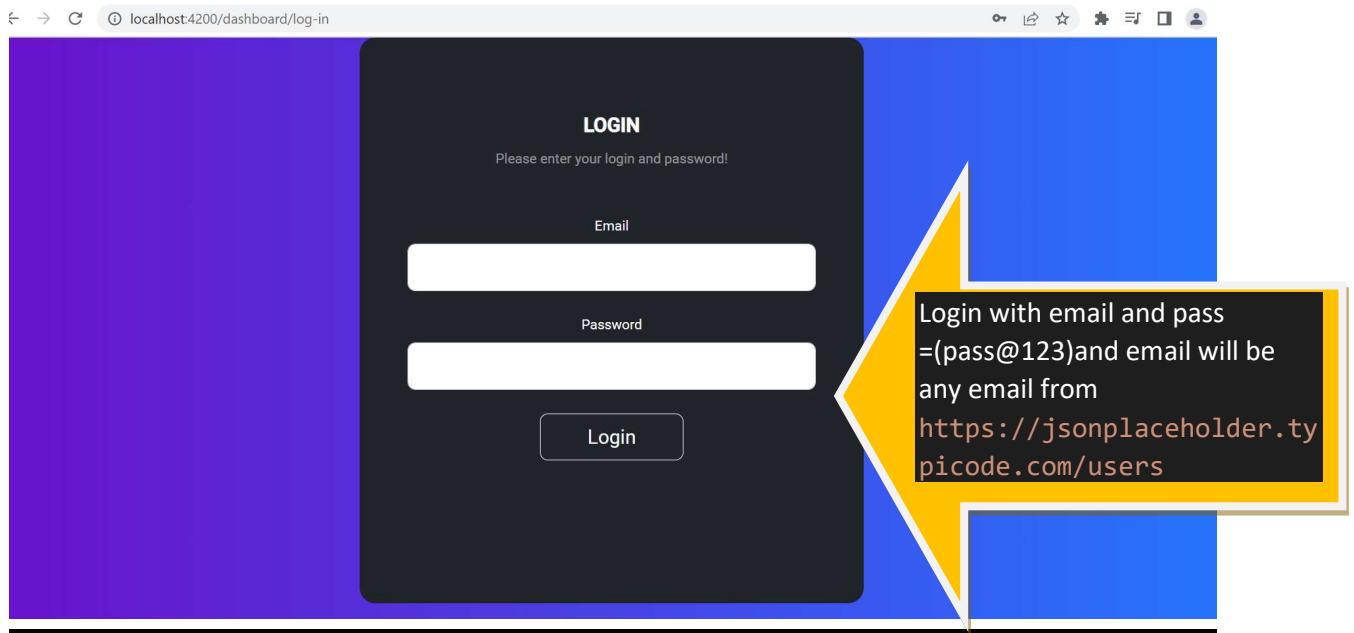 localhost:4200/dashboard/log-in
LOGIN
Please enter your login and password!
Email
Password
Login
Login with email and pass
=(pass@123)and email will be
any email from
https://jsonplaceholder.ty
picode.com/users